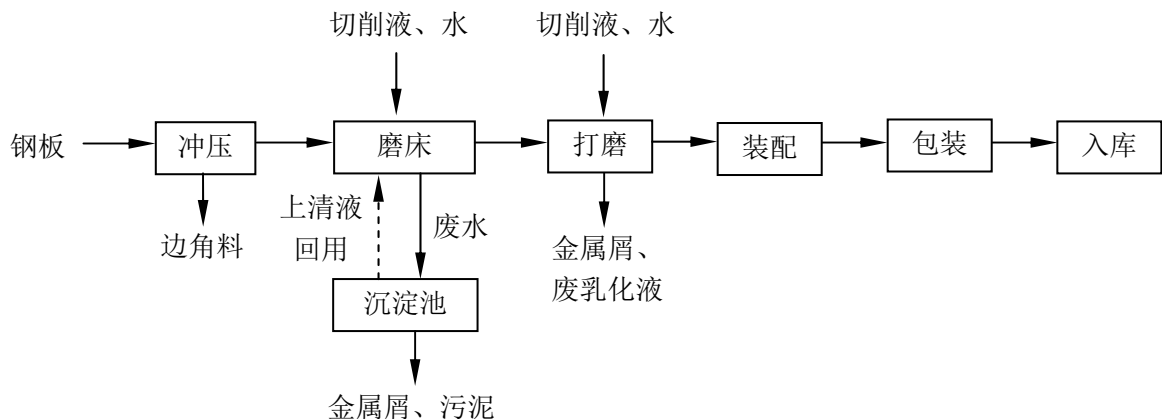 切削液、水
切削液、水
钢板
冲压
磨床
打磨
装配
包装
入库
边角料
上清液
回用
废水
金属屑、
废乳化液
沉淀池
金属屑、污泥